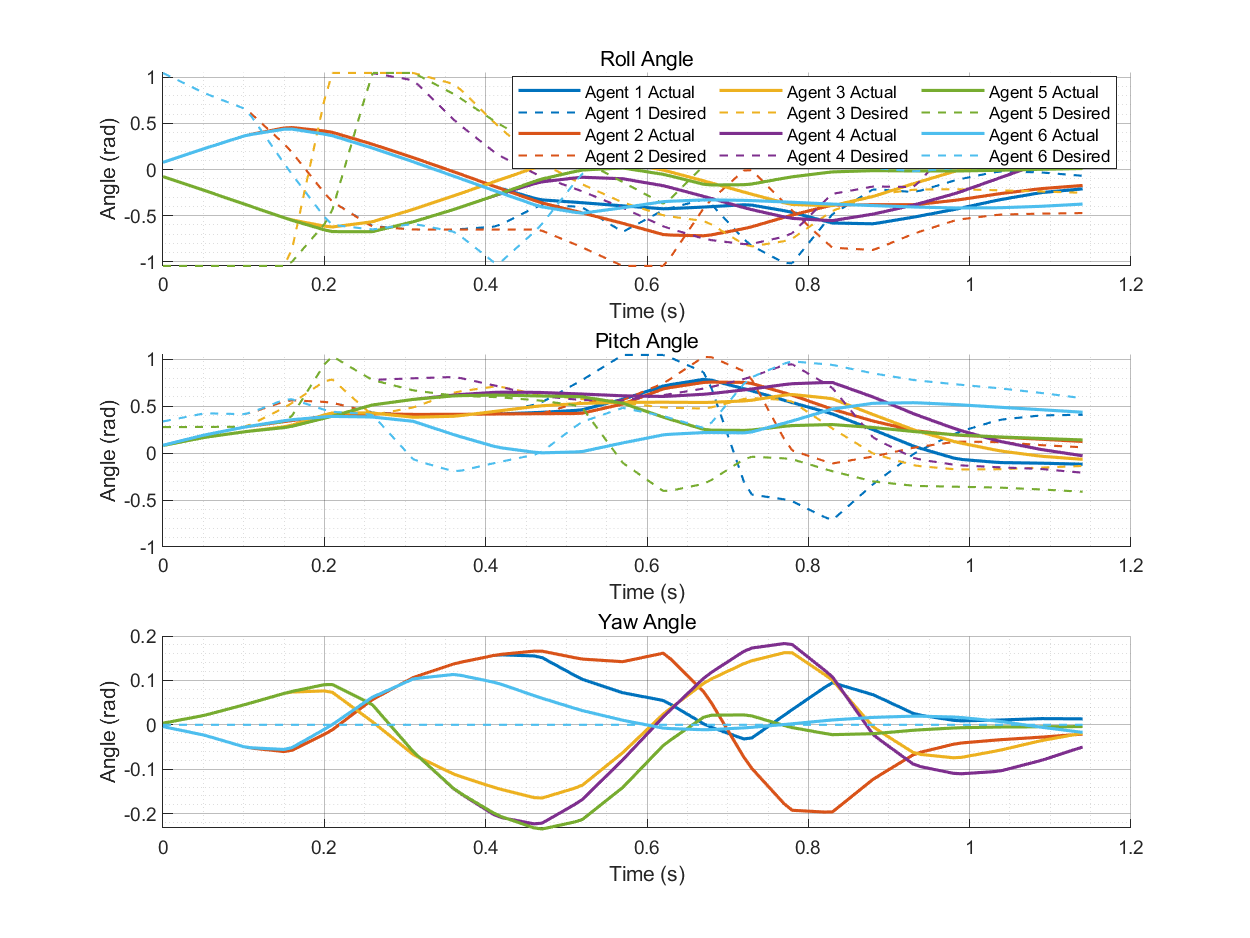 Roll Angle
1
0.5
0
-0.5
-1
Angle (rad)
Agent 1 Actual Agent 3 Actual Agent 5 Actual
Agent 1 Desired Agent 3 Desired Agent 5 Desired
Agent 2 Actual Agent 4 Actual Agent 6 Actual
Agent 2 Desired Agent 4 Desired Agent 6 Desired
0 0.2 0.4 0.6 0.8 1 1.2
Time (s)
Pitch Angle
1
0.5
0
-0.5
-1
Angle (rad)
0 0.2 0.4 0.6 0.8 1 1.2
Time (s)
Yaw Angle
0.2
0.1
0
-0.1
-0.2
Angle (rad)
0 0.2 0.4 0.6 0.8 1 1.2
Time (s)